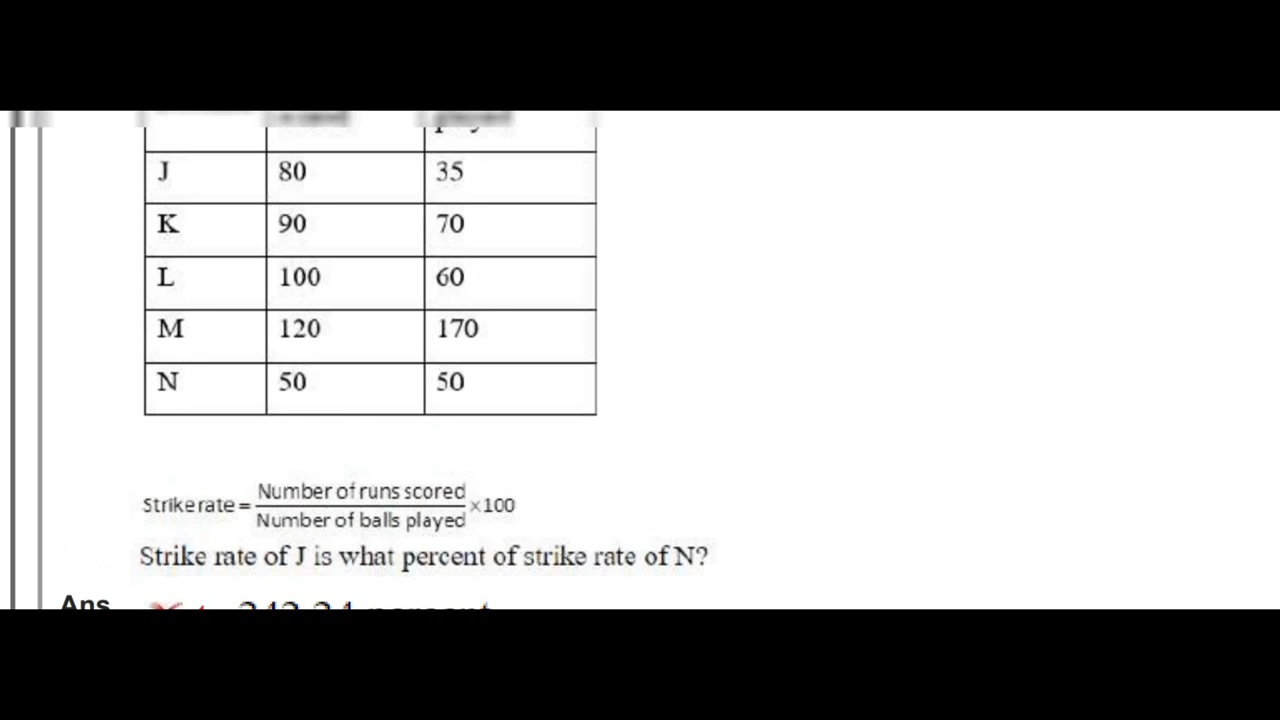 J 80 35
K 90 70
L 100 60
M 120 170
N 50 50
Strike rate = Number of runs scored / Number of balls played ×100
Strike rate of J is what percent of strike rate of N?
Ans